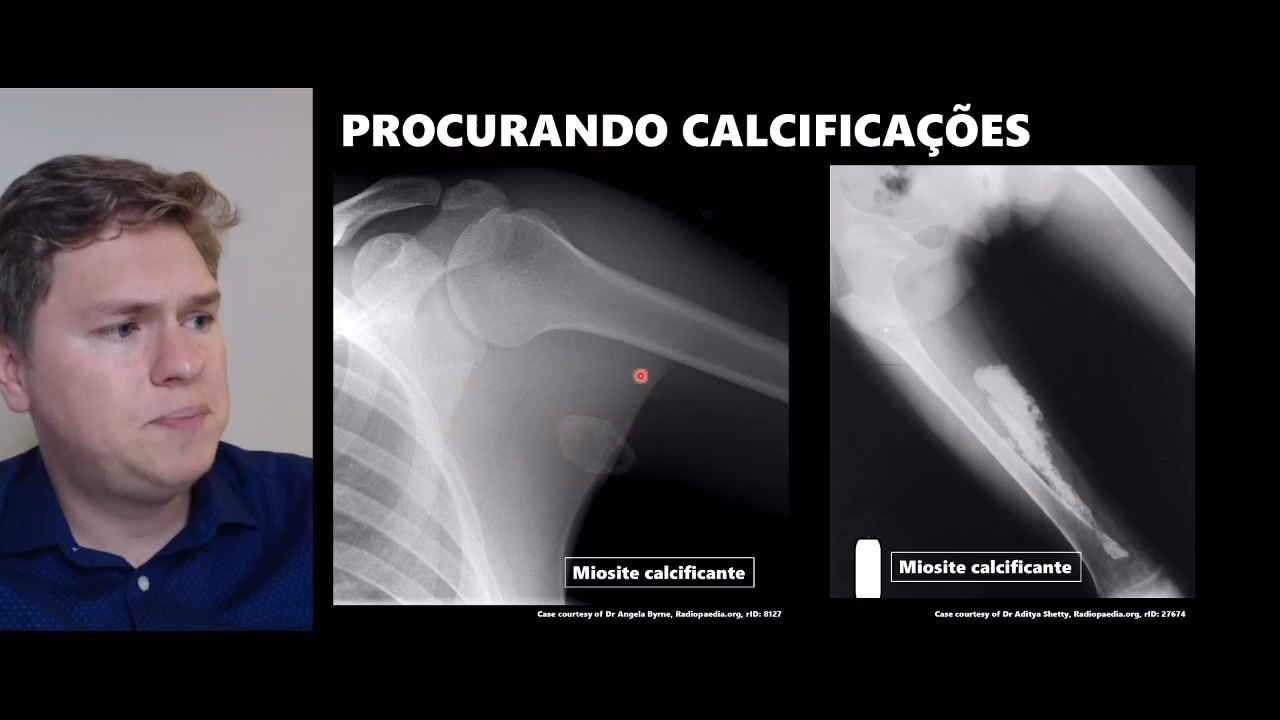 PROCURANDO CALCIFICAÇÕES
Miosite calcificante
Case courtesy of Dr Angela Byrne, Radiopaedia.org, rID: 8127
Miosite calcificante
Case courtesy of Dr Aditya Shetty, Radiopaedia.org, rID: 27674